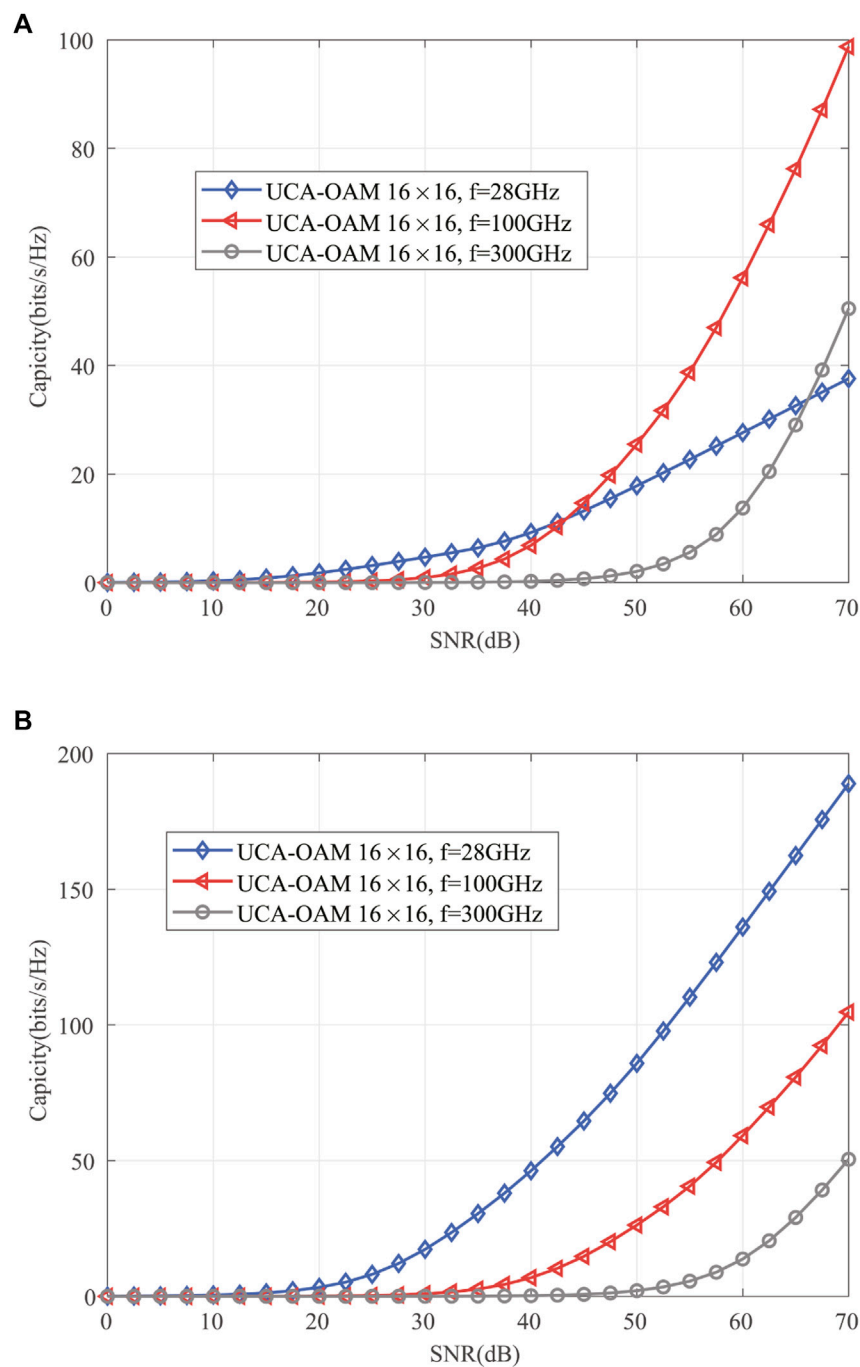 A
100
80
60
40
20
0
Capicity(bits/s/Hz)
UCA-OAM 16×16, f=28GHz
UCA-OAM 16×16, f=100GHz
UCA-OAM 16×16, f=300GHz
0 10 20 30 40 50 60 70
SNR(dB)
B
200
150
100
50
0
Capicity(bits/s/Hz)
UCA-OAM 16×16, f=28GHz
UCA-OAM 16×16, f=100GHz
UCA-OAM 16×16, f=300GHz
0 10 20 30 40 50 60 70
SNR(dB)